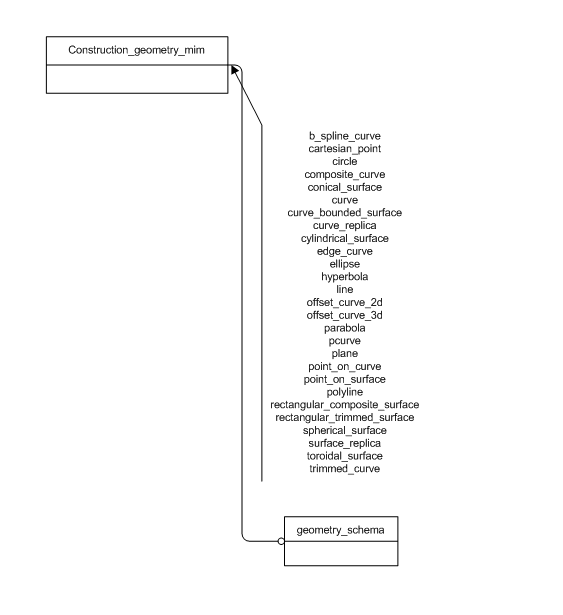 Construction_geometry_mim
b_spline_curve
cartesian_point
circle
composite_curve
conical_surface
curve
curve_bounded_surface
curve_replica
cylindrical_surface
edge_curve
ellipse
hyperbola
line
offset_curve_2d
offset_curve_3d
parabola
pcurve
plane
point_on_curve
point_on_surface
polyline
rectangular_composite_surface
rectangular_trimmed_surface
spherical_surface
surface_replica
toroidal_surface
trimmed_curve
geometry_schema